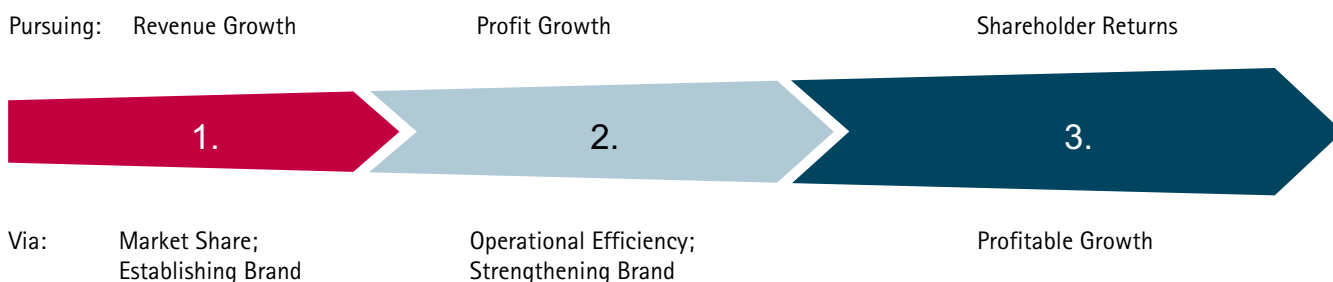 Pursuing: Revenue Growth Profit Growth Shareholder Returns
1. 2. 3.
Via: Market Share; Operational Efficiency; Profitable Growth
Establishing Brand Strengthening Brand